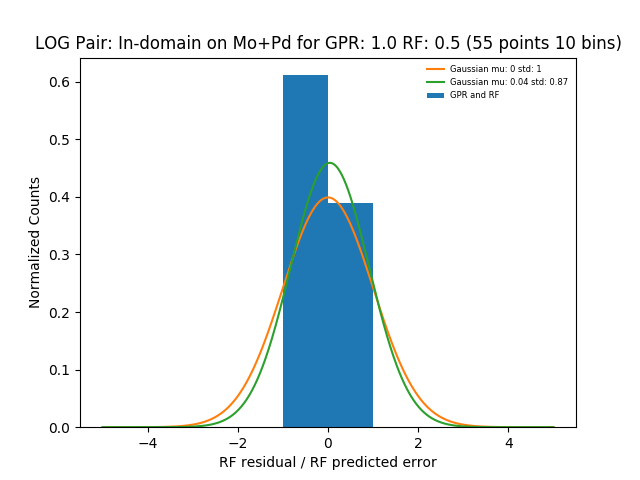 LOG Pair: In-domain on Mo+Pd for GPR: 1.0 RF: 0.5 (55 points 10 bins)
Gaussian mu: 0 std: 1
Gaussian mu: 0.04 std: 0.87
GPR and RF
Normalized Counts
0.6
0.5
0.4
0.3
0.2
0.1
0.0
−4 −2 0 2 4
RF residual / RF predicted error